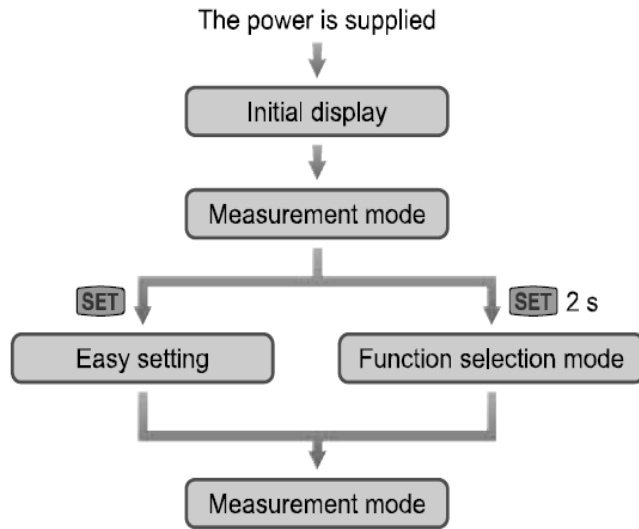 The power is supplied
Initial display
Measurement mode
SET
SET 2 s
Easy setting
Function selection mode
Measurement mode